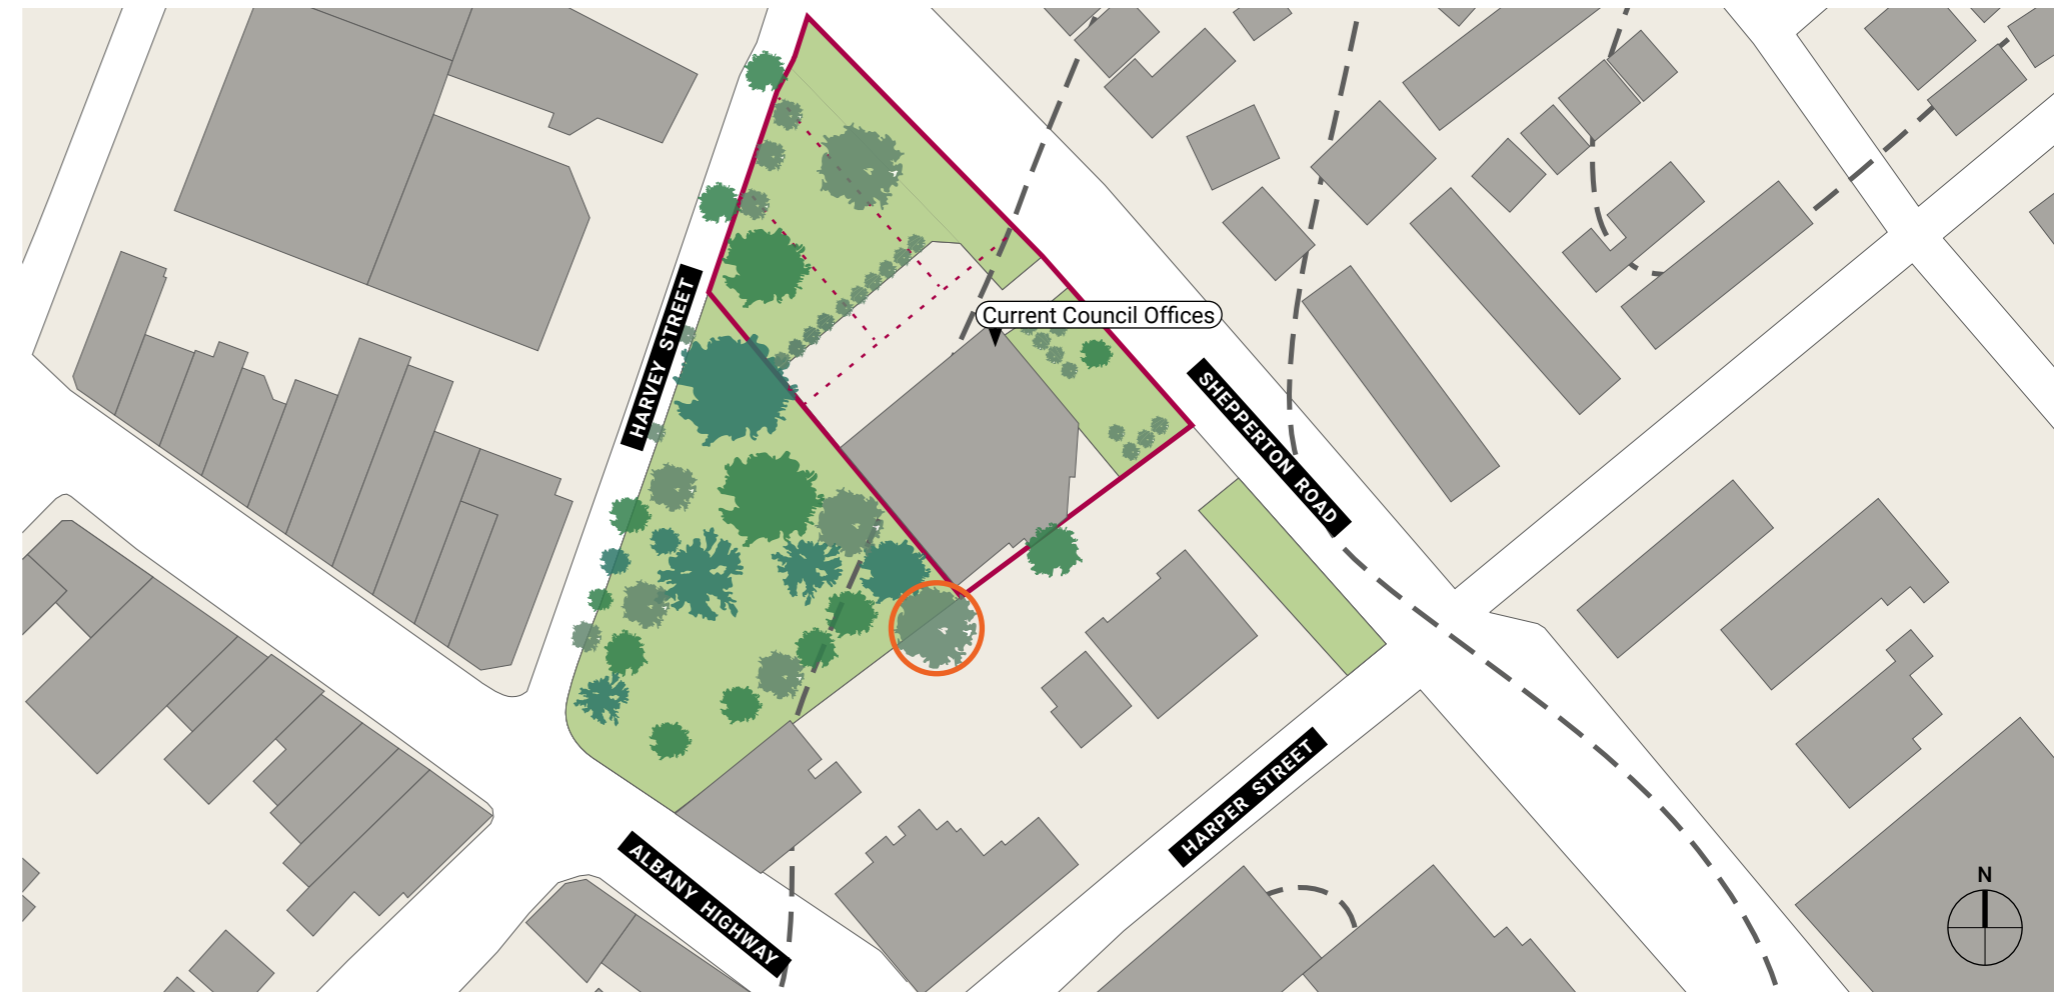 HARVEY STREET
Current Council Offices
SHEPPERTON ROAD
HARPER STREET
ALBANY HIGHWAY
N